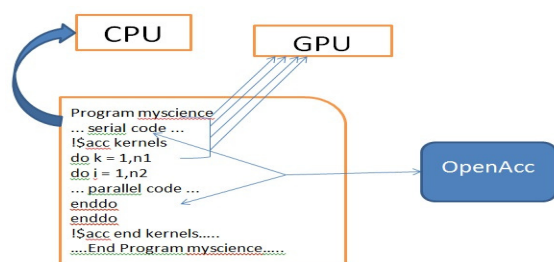 CPU
GPU
Program myscience
... serial code ...
!$acc kernels
do k = 1,n1
do i = 1,n2
... parallel code ...
enddo
enddo
!$acc end kernels.....
....End Program myscience.....
OpenAcc